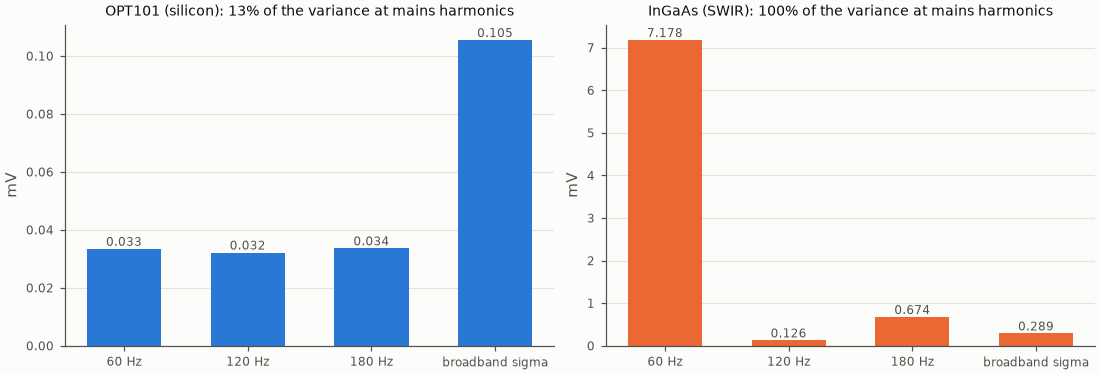 OPT101 (silicon): 13% of the variance at mains harmonics
mV
0.10
0.08
0.06
0.04
0.02
0.00
0.033
0.032
0.034
0.105
60 Hz
120 Hz
180 Hz
broadband sigma
InGaAs (SWIR): 100% of the variance at mains harmonics
mV
7
6
5
4
3
2
1
0
7.178
0.126
0.674
0.289
60 Hz
120 Hz
180 Hz
broadband sigma